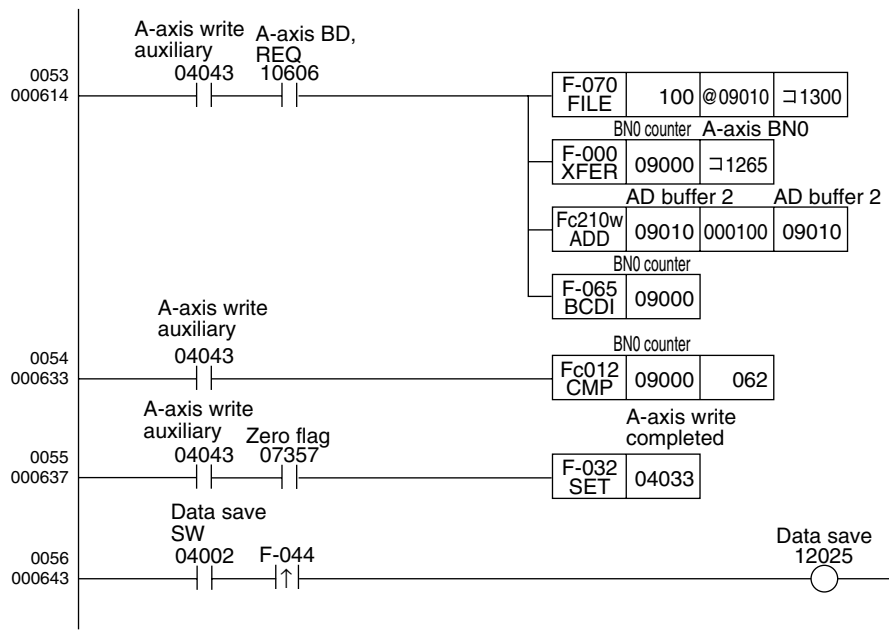 A-axis write auxiliary
A-axis BD, REQ
0053
000614
04043
10606
F-070 FILE
100
@09010
コ1300
BN0 counter
A-axis BN0
F-000 XFER
09000
コ1265
AD buffer 2
AD buffer 2
Fc210w ADD
09010
000100
09010
BN0 counter
F-065 BCDI
09000
A-axis write auxiliary
0054
000633
04043
BN0 counter
Fc012 CMP
09000
062
A-axis write auxiliary
Zero flag
A-axis write completed
0055
000637
04043
07357
F-032 SET
04033
Data save SW
Data save
0056
000643
04002
F-044
↑
12025